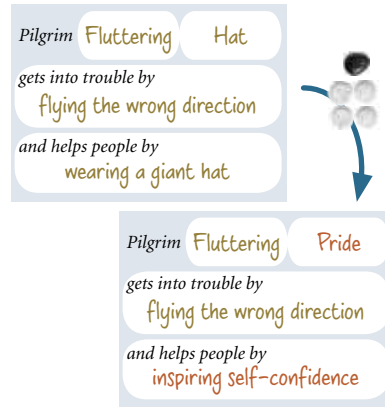 Pilgrim Fluttering Hat
gets into trouble by
flying the wrong direction
and helps people by
wearing a giant hat
Pilgrim Fluttering Pride
gets into trouble by
flying the wrong direction
and helps people by
inspiring self-confidence